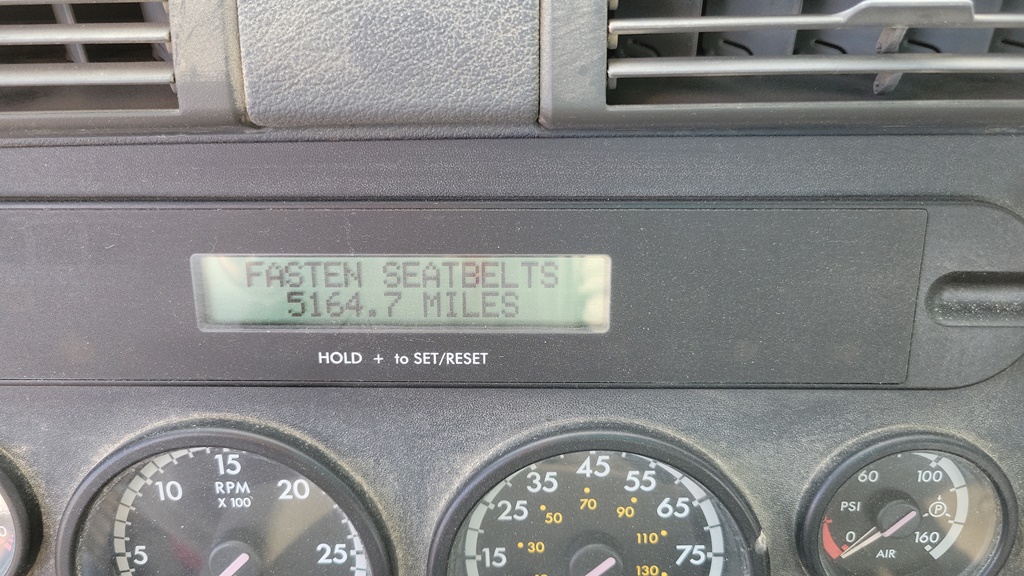 FASTEN SEATBELTS
5164.7 MILES
HOLD + to SET/RESET
5 10 15 20 25
RPM
X 100
15 25 35 45 55 65 75
30 50 70 90 110 130
0 60 100 160
PSI
P
AIR